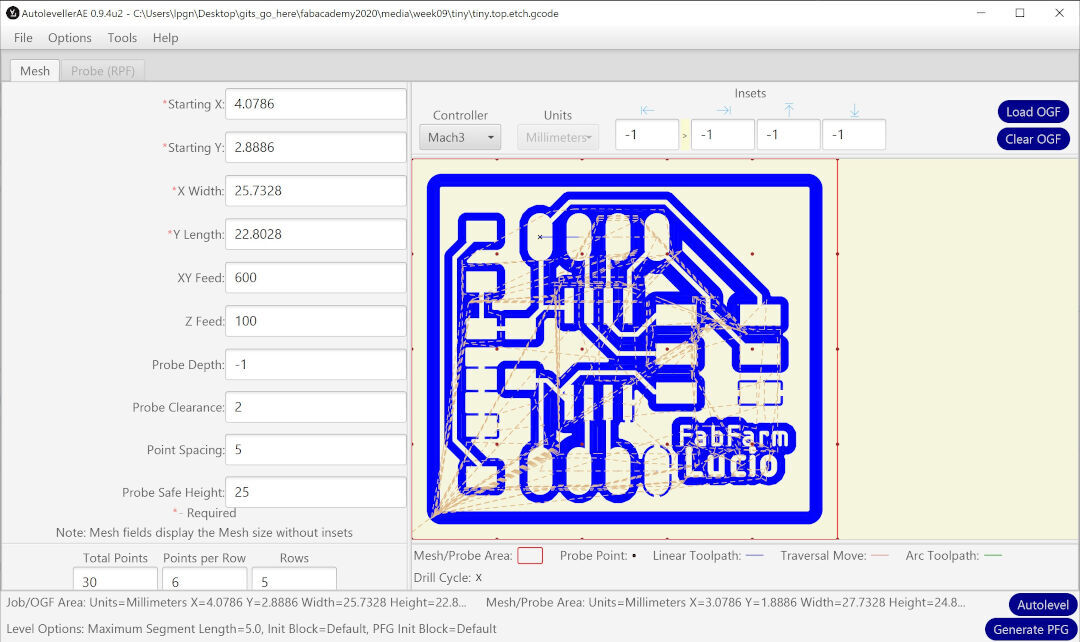 AutolevellerAE 0.9.4u2 - C:\Users\lpgn\Desktop\gits_go_here\fabacademy2020\media\week09\tiny\tiny.top.etch.gcode
File Options Tools Help
Mesh Probe (RPF)
*Starting X: 4.0786
*Starting Y: 2.8886
*X Width: 25.7328
*Y Length: 22.8028
XY Feed: 600
Z Feed: 100
Probe Depth: -1
Probe Clearance: 2
Point Spacing: 5
Probe Safe Height: 25
*- Required
Note: Mesh fields display the Mesh size without insets
Total Points Points per Row Rows
30 6 5
Insets
Controller Units
Mach3 Millimeters -1 > -1 -1 -1
Load OGF
Clear OGF
FabFarm
Lucio
Mesh/Probe Area: Probe Point: Linear Toolpath: Traversal Move: Arc Toolpath:
Drill Cycle: X
Job/OGF Area: Units=Millimeters X=4.0786 Y=2.8886 Width=25.7328 Height=22.8... Mesh/Probe Area: Units=Millimeters X=3.0786 Y=1.8886 Width=27.7328 Height=24.8...
Autolevel
Level Options: Maximum Segment Length=5.0, Init Block=Default, PFG Init Block=Default
Generate PFG